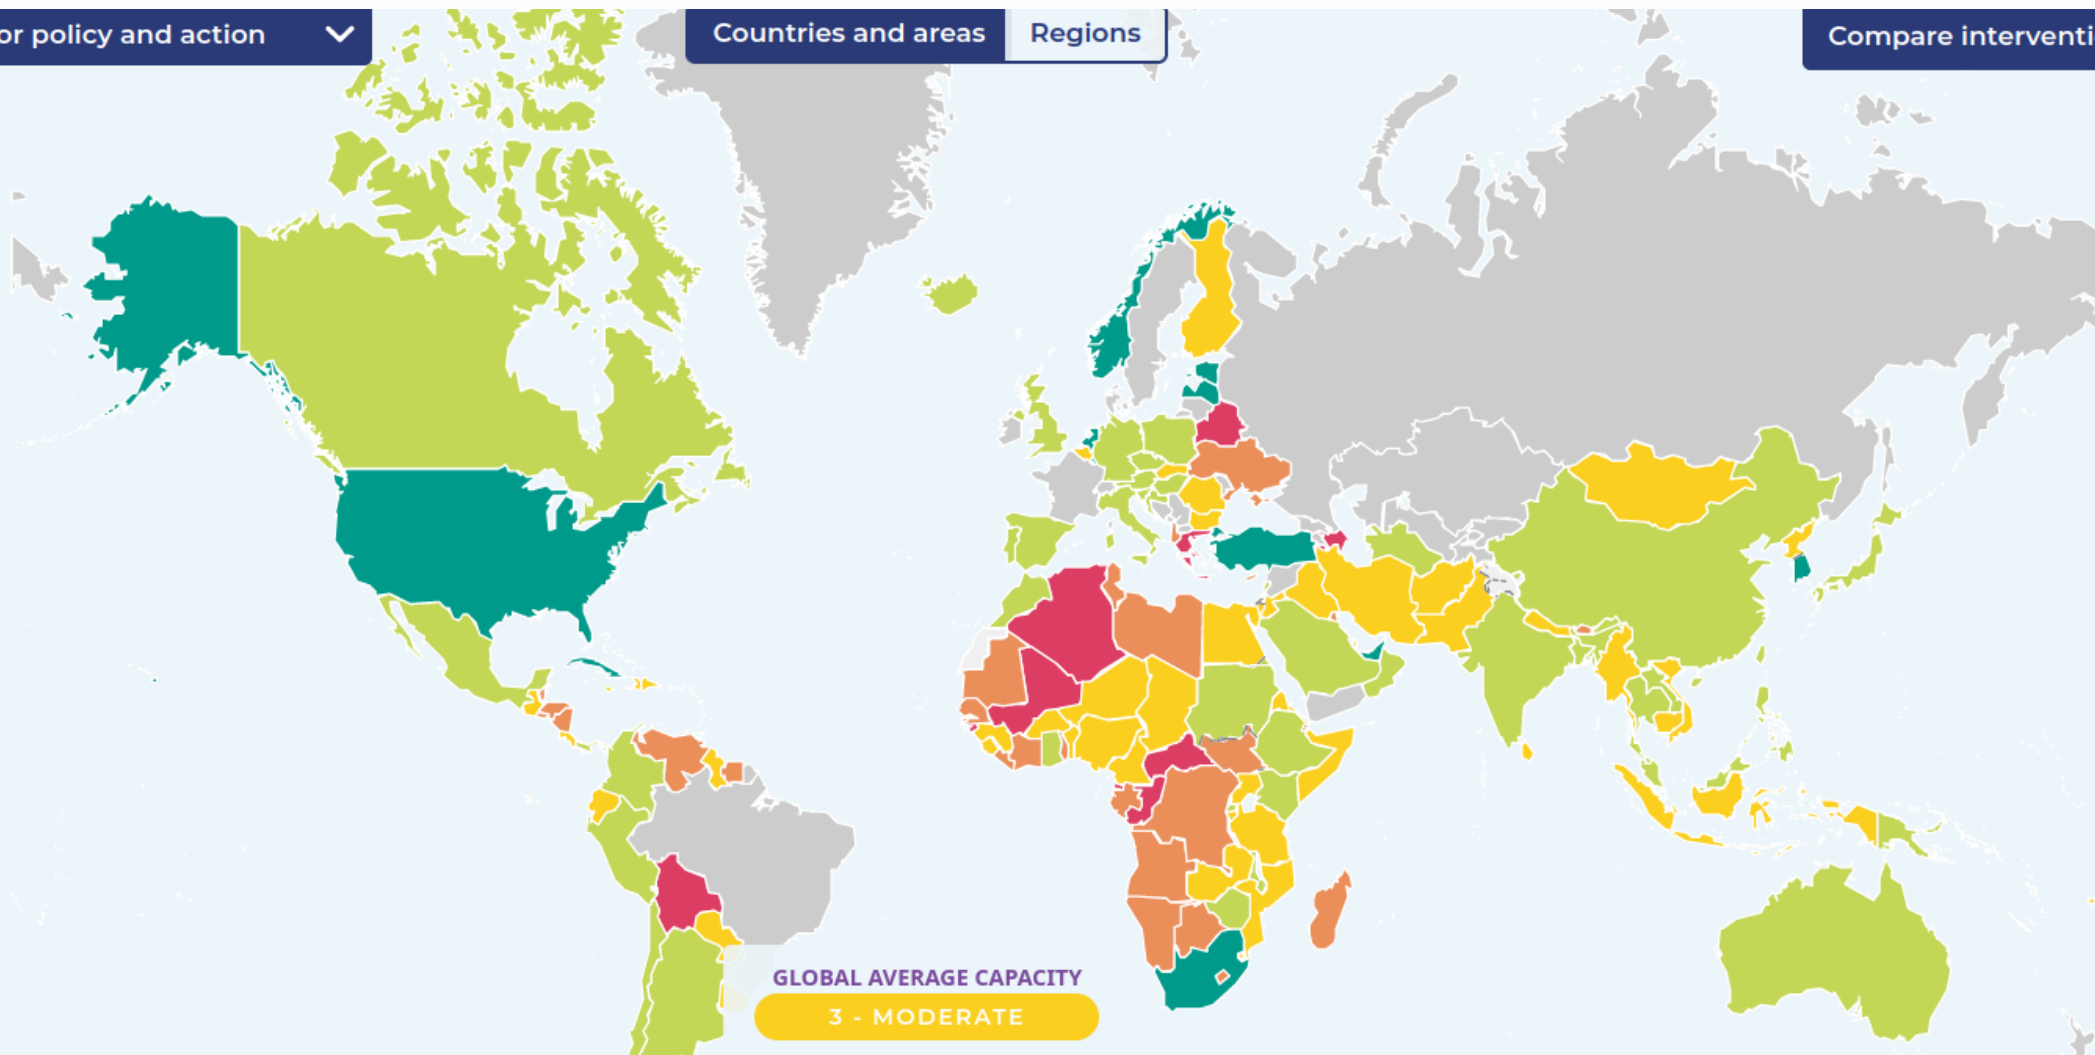 or policy and action
Countries and areas
Regions
Compare interventi
GLOBAL AVERAGE CAPACITY
3 - MODERATE